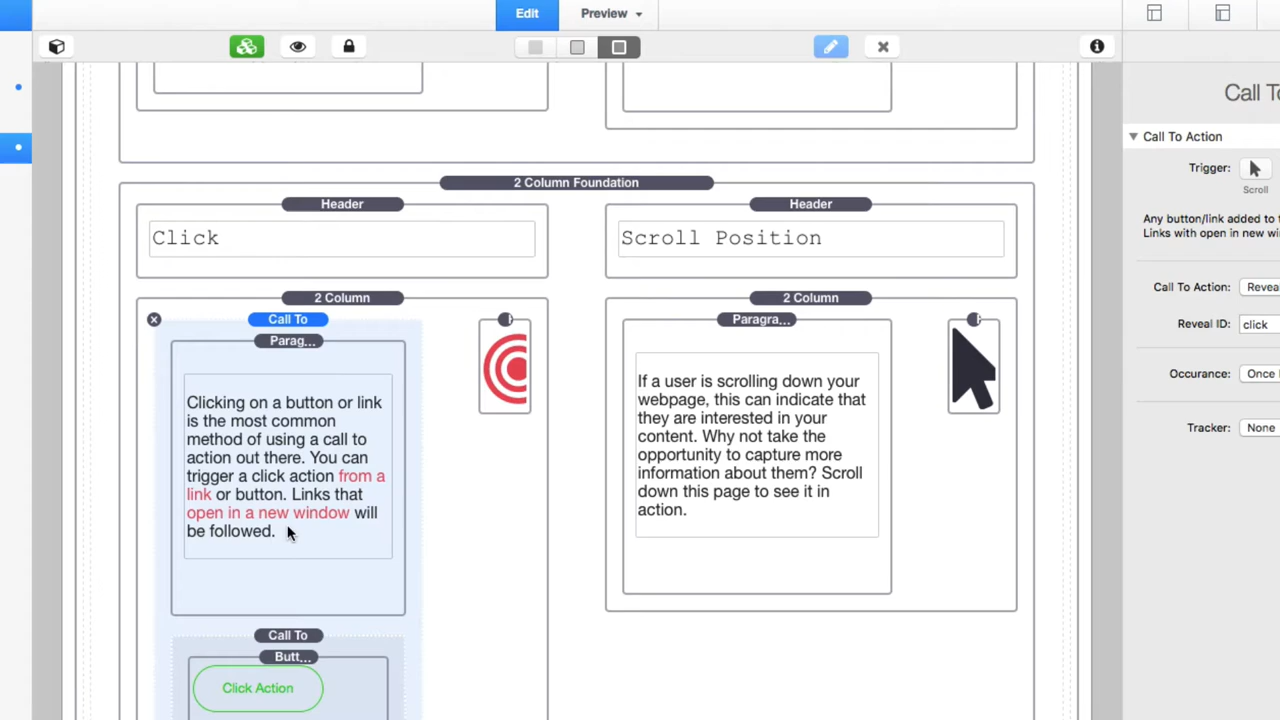 Edit
Preview
Call To
Call To Action
Trigger:
Scroll
Any button/link added to t
Links with open in new wi
Call To Action:
Revea
Reveal ID:
click
Occurance:
Once
Tracker:
None
2 Column Foundation
Header
Click
Header
Scroll Position
2 Column
Call To
Parag...
Clicking on a button or link
is the most common
method of using a call to
action out there. You can
trigger a click action from a
link or button. Links that
open in a new window will
be followed.
Call To
Butt...
Click Action
2 Column
Paragra...
If a user is scrolling down your
webpage, this can indicate that
they are interested in your
content. Why not take the
opportunity to capture more
information about them? Scroll
down this page to see it in
action.